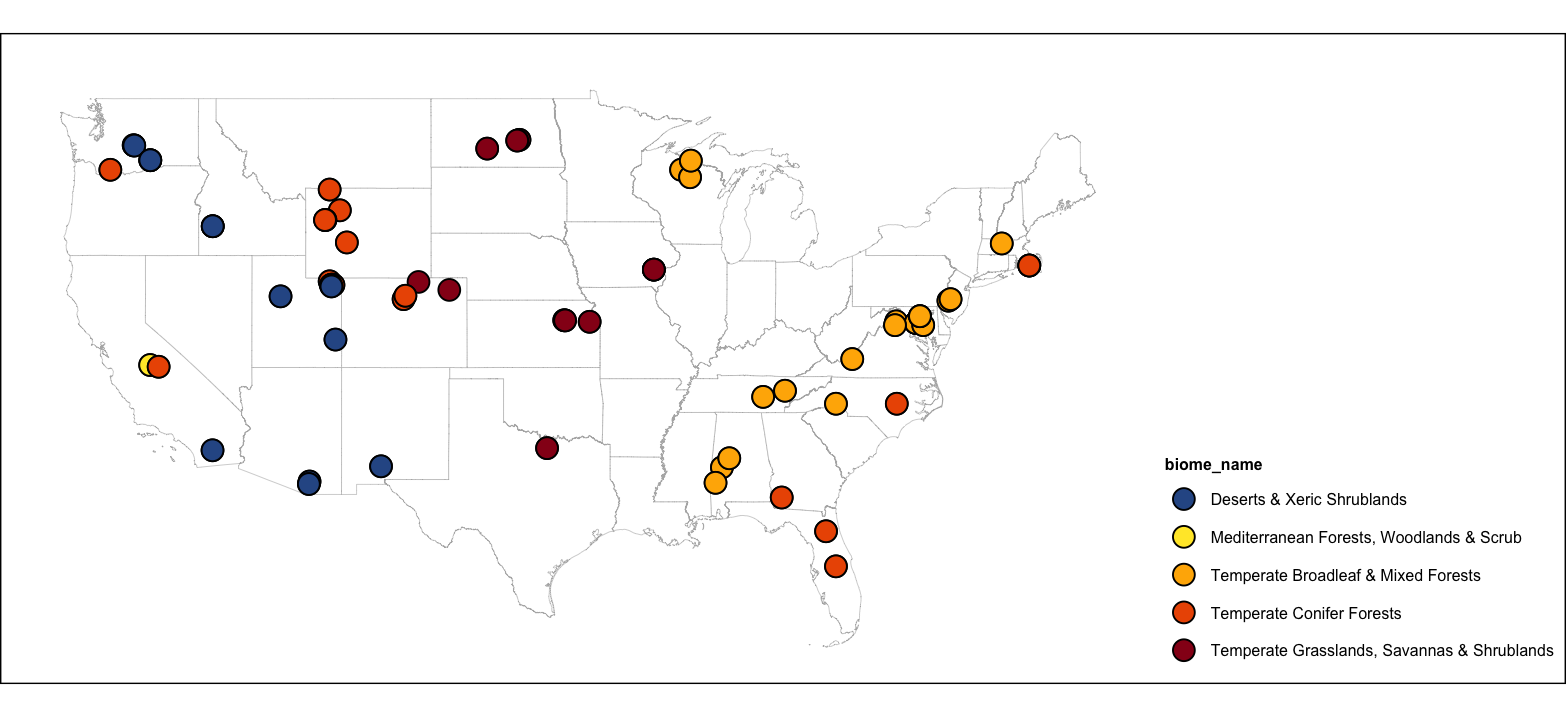 biome_name
Deserts & Xeric Shrublands
Mediterranean Forests, Woodlands & Scrub
Temperate Broadleaf & Mixed Forests
Temperate Conifer Forests
Temperate Grasslands, Savannas & Shrublands